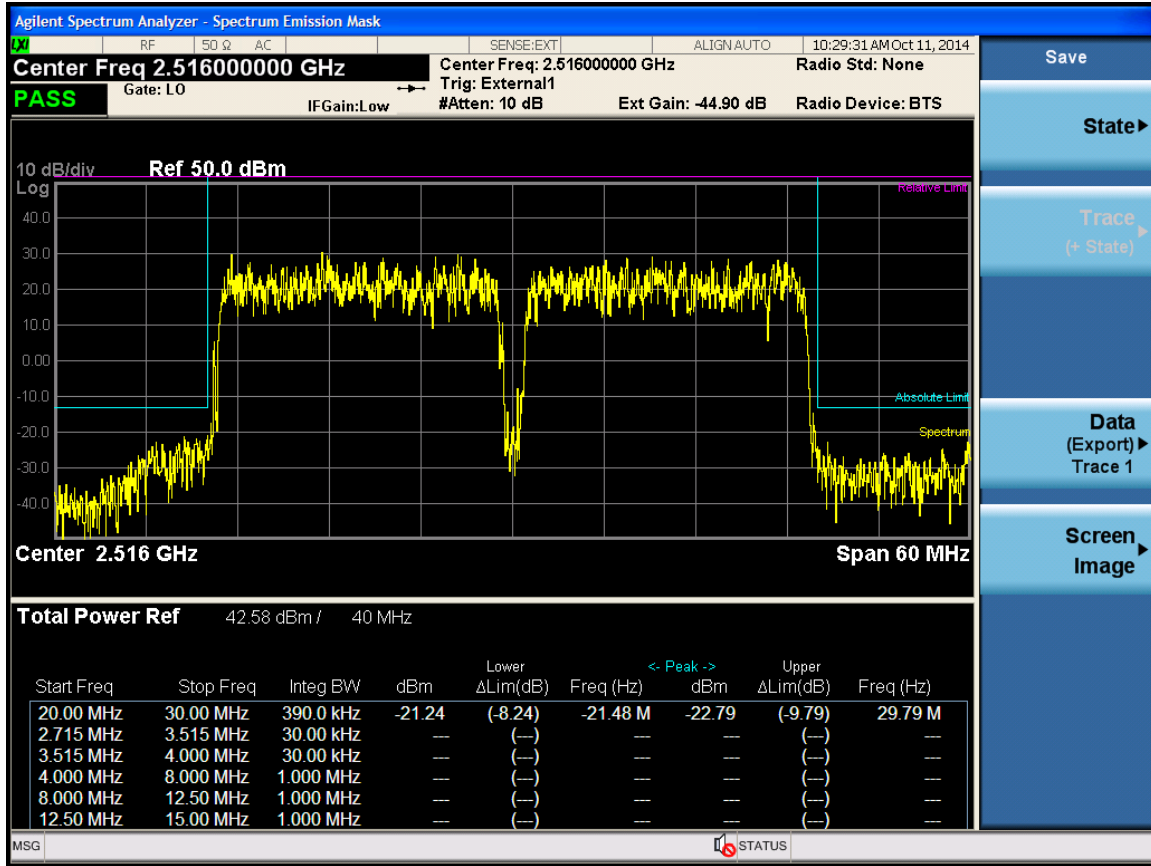 Agilent Spectrum Analyzer - Spectrum Emission Mask
LXI RF 50 Ω AC SENSE:EXT ALIGN AUTO 10:29:31 AM Oct 11, 2014
Center Freq 2.516000000 GHz
Center Freq: 2.516000000 GHz
Radio Std: None
PASS
Gate: LO
Trig: External1
IFGain:Low
#Atten: 10 dB
Ext Gain: -44.90 dB
Radio Device: BTS
10 dB/div Ref 50.0 dBm
Log
Relative Limit
40.0
30.0
20.0
10.0
0.00
-10.0
Absolute Limit
-20.0
Spectrum
-30.0
-40.0
Center 2.516 GHz Span 60 MHz
Total Power Ref 42.58 dBm / 40 MHz
Lower <- Peak -> Upper
Start Freq Stop Freq Integ BW dBm ΔLim(dB) Freq (Hz) dBm ΔLim(dB) Freq (Hz)
20.00 MHz 30.00 MHz 390.0 kHz -21.24 (-8.24) -21.48 M -22.79 (-9.79) 29.79 M
2.715 MHz 3.515 MHz 30.00 kHz --- (---) --- --- (---) ---
3.515 MHz 4.000 MHz 30.00 kHz --- (---) --- --- (---) ---
4.000 MHz 8.000 MHz 1.000 MHz --- (---) --- --- (---) ---
8.000 MHz 12.50 MHz 1.000 MHz --- (---) --- --- (---) ---
12.50 MHz 15.00 MHz 1.000 MHz --- (---) --- --- (---) ---
MSG STATUS
Save
State
Trace
(+ State)
Data
(Export)
Trace 1
Screen
Image